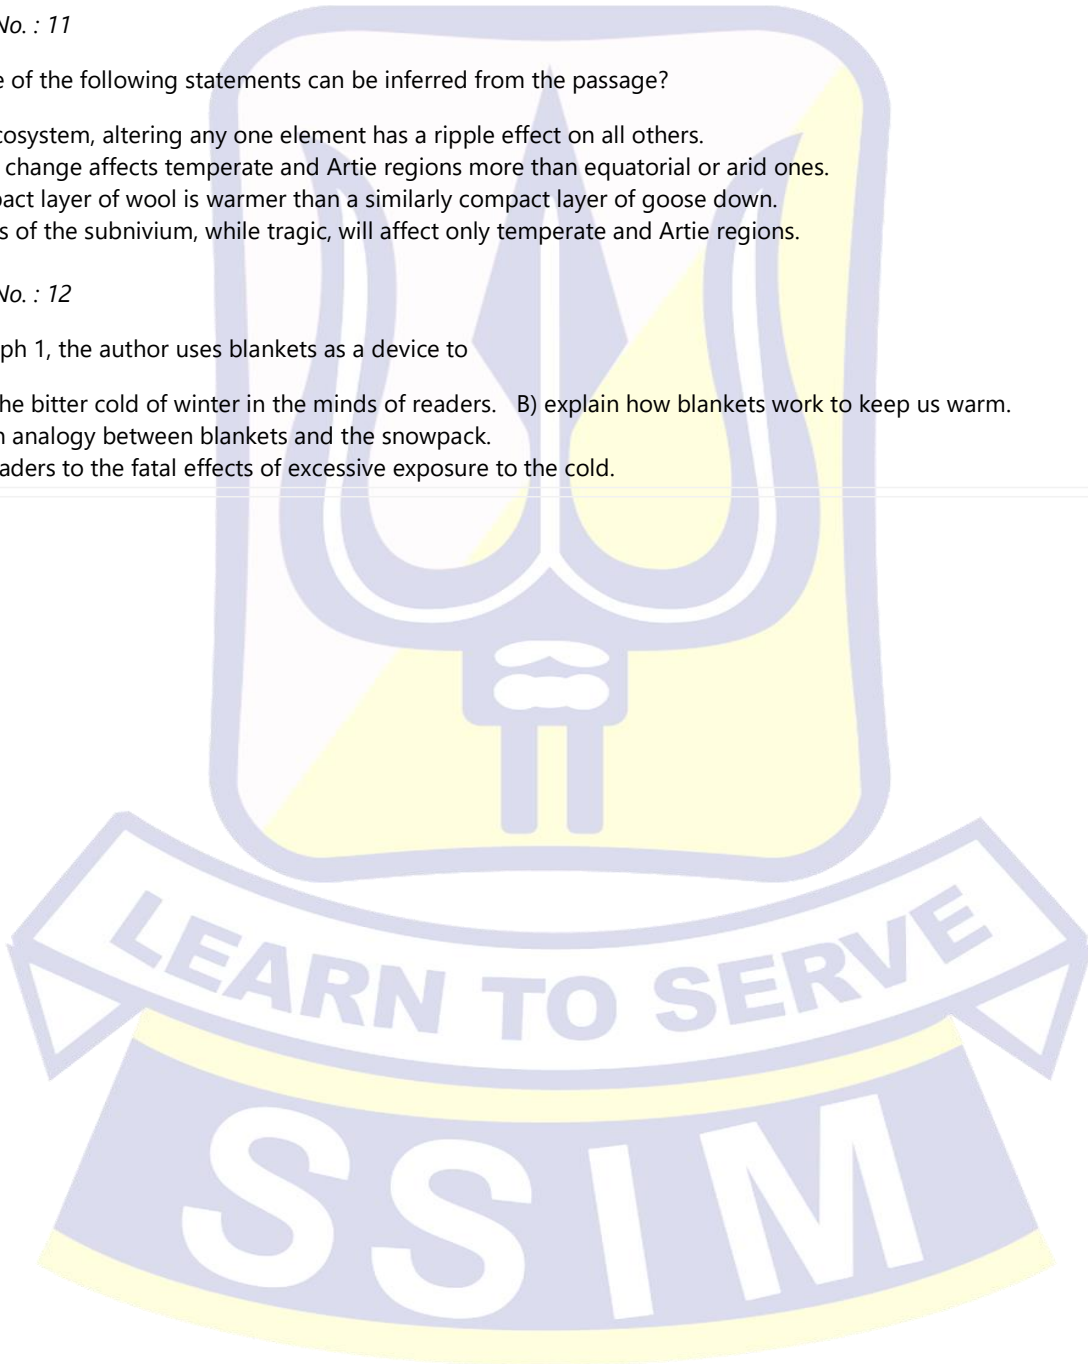 No. : 11
e of the following statements can be inferred from the passage?
cosystem, altering any one element has a ripple effect on all others.
change affects temperate and Artie regions more than equatorial or arid ones.
pact layer of wool is warmer than a similarly compact layer of goose down.
s of the subnivium, while tragic, will affect only temperate and Artie regions.
No. : 12
ph 1, the author uses blankets as a device to
he bitter cold of winter in the minds of readers. B) explain how blankets work to keep us warm.
n analogy between blankets and the snowpack.
aders to the fatal effects of excessive exposure to the cold.
LEARN TO SERVE
SSIM